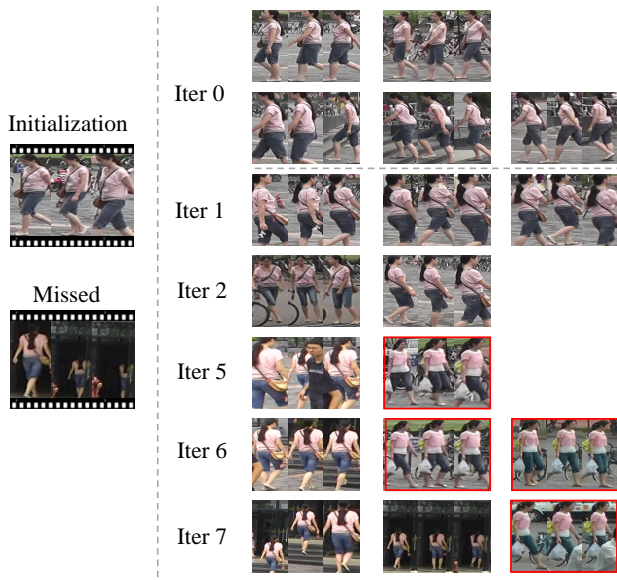 Initialization
Missed
Iter 0
Iter 1
Iter 2
Iter 5
Iter 6
Iter 7